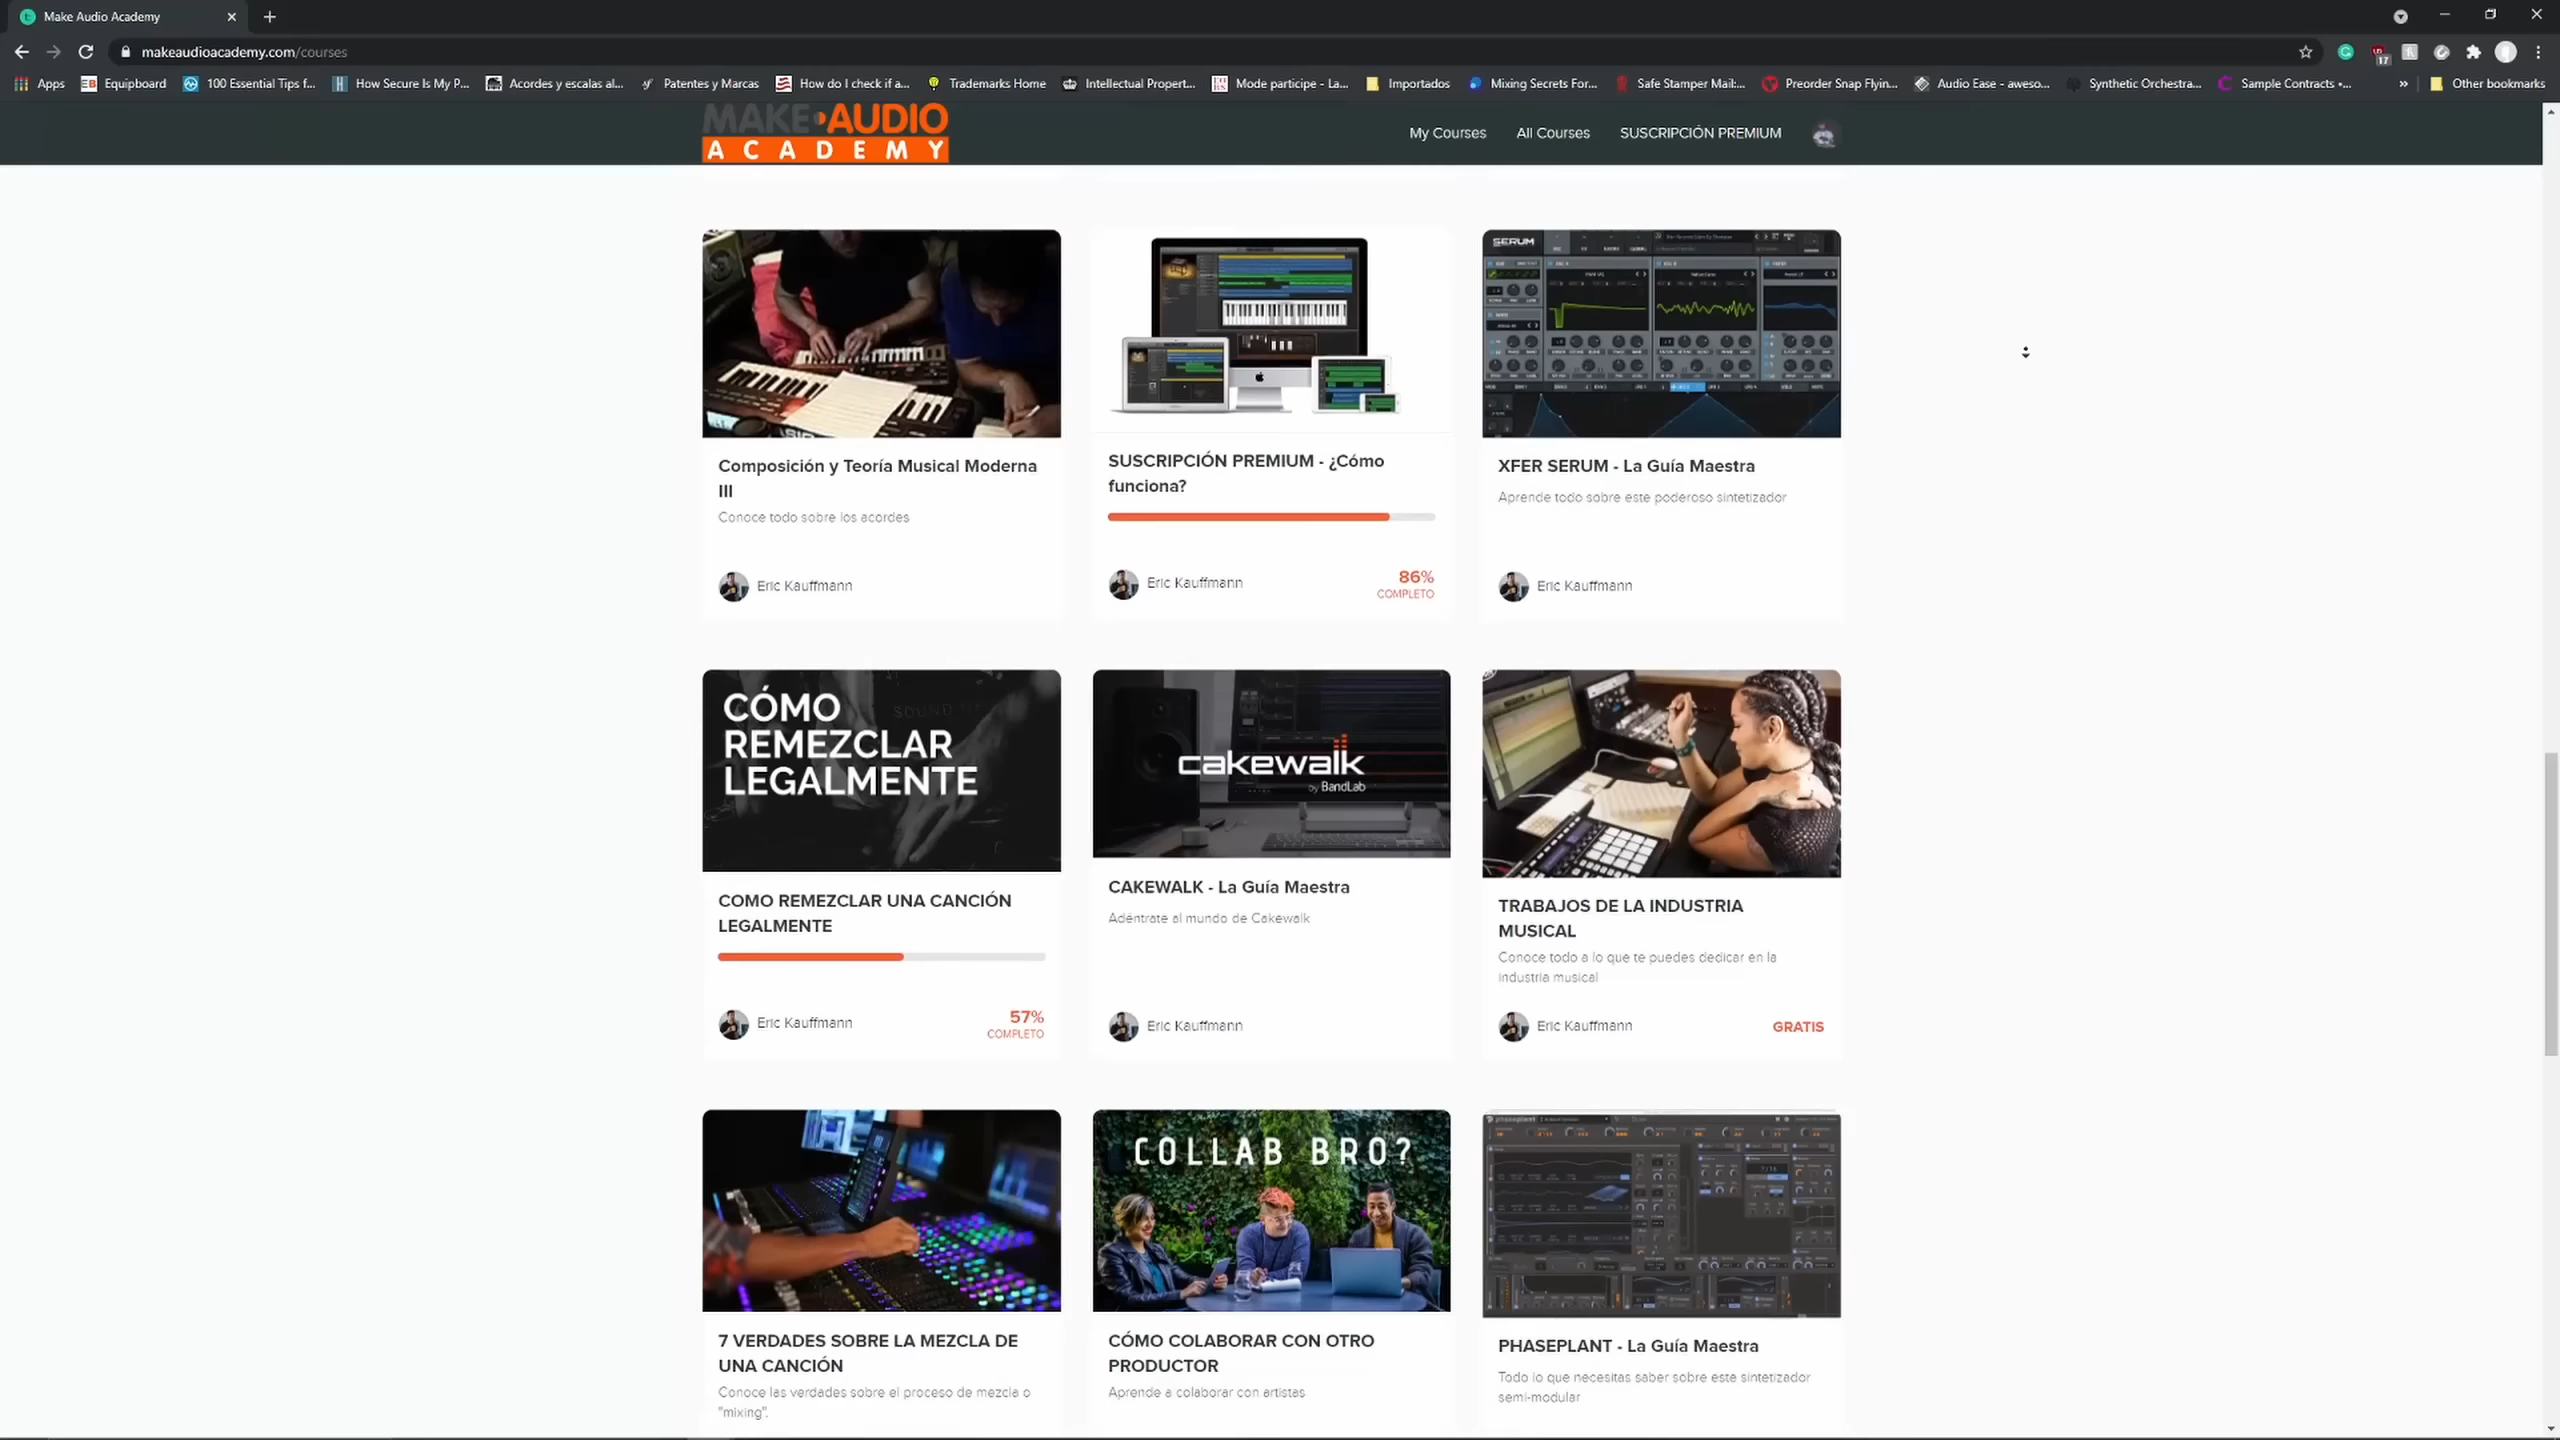 Make Audio Academy
makeaudioacademy.com/courses
Apps
Equipboard
100 Essential Tips f...
How Secure Is My P...
Acordes y escalas al...
Patentes y Marcas
How do I check if a...
Trademarks Home
Intellectual Propert...
Mode participe - La...
Importados
Mixing Secrets For...
Safe Stamper Mail:...
Preorder Snap Flyin...
Audio Ease - aweso...
Synthetic Orchestra...
Sample Contracts •...
»
Other bookmarks
17
MAKE AUDIO
ACADEMY
My Courses
All Courses
SUSCRIPCIÓN PREMIUM
SERUM
Composición y Teoría Musical Moderna
III
Conoce todo sobre los acordes
Eric Kauffmann
SUSCRIPCIÓN PREMIUM - ¿Cómo
funciona?
Eric Kauffmann
86%
COMPLETO
XFER SERUM - La Guía Maestra
Aprende todo sobre este poderoso sintetizador
Eric Kauffmann
CÓMO
REMEZCLAR
LEGALMENTE
COMO REMEZCLAR UNA CANCIÓN
LEGALMENTE
Eric Kauffmann
57%
COMPLETO
cakewalk
by BandLab
CAKEWALK - La Guía Maestra
Adéntrate al mundo de Cakewalk
Eric Kauffmann
TRABAJOS DE LA INDUSTRIA
MUSICAL
Conoce todo a lo que te puedes dedicar en la
industria musical
Eric Kauffmann
GRATIS
7 VERDADES SOBRE LA MEZCLA DE
UNA CANCIÓN
Conoce las verdades sobre el proceso de mezcla o
"mixing".
COLLAB BRO?
CÓMO COLABORAR CON OTRO
PRODUCTOR
Aprende a colaborar con artistas
phaseplant
PHASEPLANT - La Guía Maestra
Todo lo que necesitas saber sobre este sintetizador
semi-modular